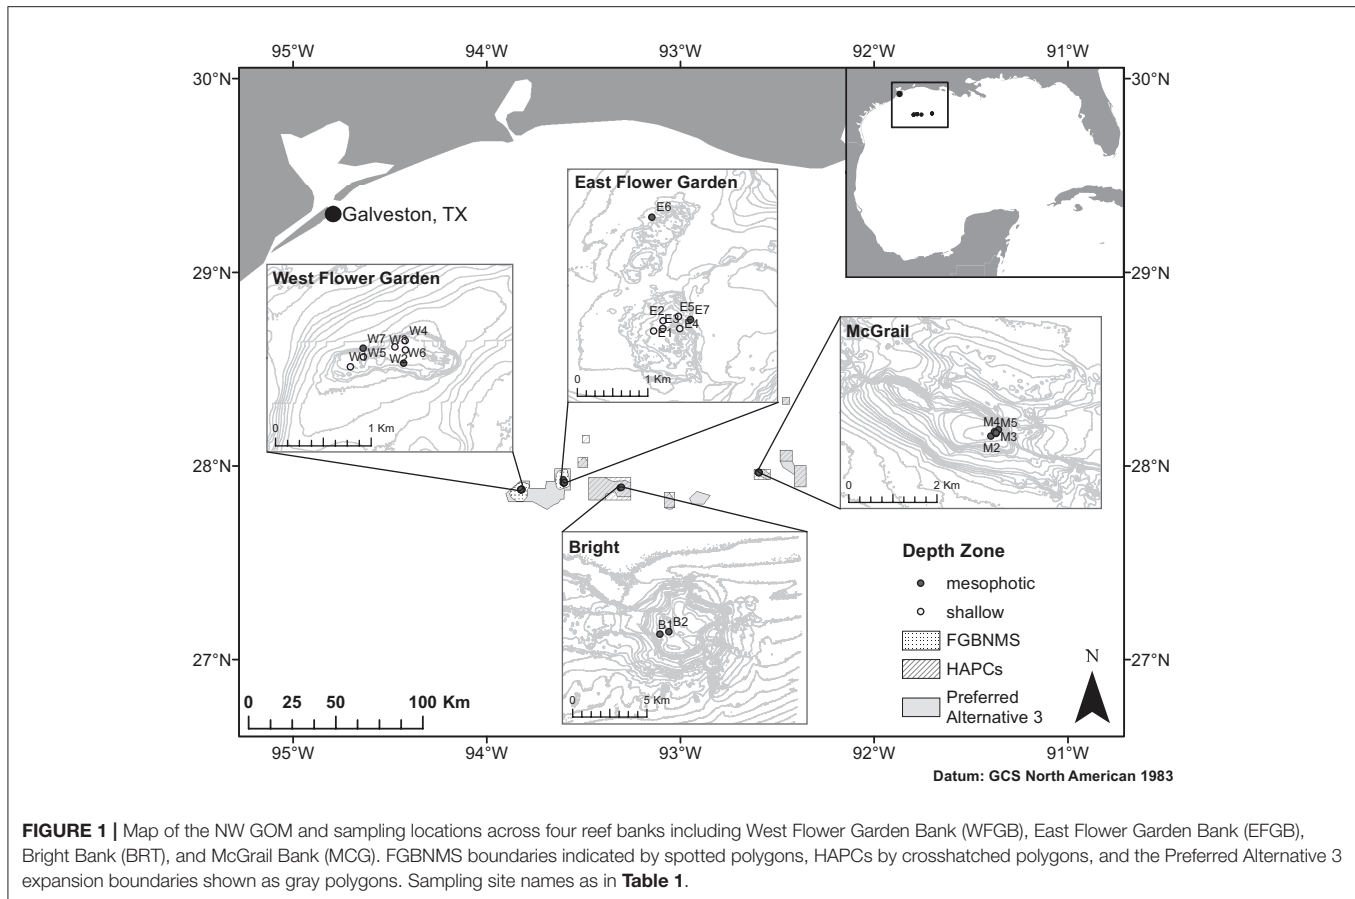 95°W 94°W 93°W 92°W 91°W
30°N 30°N
East Flower Garden
E6
Galveston, TX
29°N 29°N
West Flower Garden
E2 E5 E7
E3 E4
E1
0 1 Km
W4
W7 W3
W5 W6
W2
0 1 Km
McGrail
M4 M5
M3
M2
0 2 Km
28°N 28°N
Bright
B1 B2
0 5 Km
Depth Zone
mesophotic
shallow
FGBNMS
HAPCs
Preferred
Alternative 3
N
27°N 27°N
0 25 50 100 Km
95°W 94°W 93°W 92°W 91°W
Datum: GCS North American 1983
FIGURE 1 | Map of the NW GOM and sampling locations across four reef banks including West Flower Garden Bank (WFGB), East Flower Garden Bank (EFGB),
Bright Bank (BRT), and McGrail Bank (MCG). FGBNMS boundaries indicated by spotted polygons, HAPCs by crosshatched polygons, and the Preferred Alternative 3
expansion boundaries shown as gray polygons. Sampling site names as in Table 1.